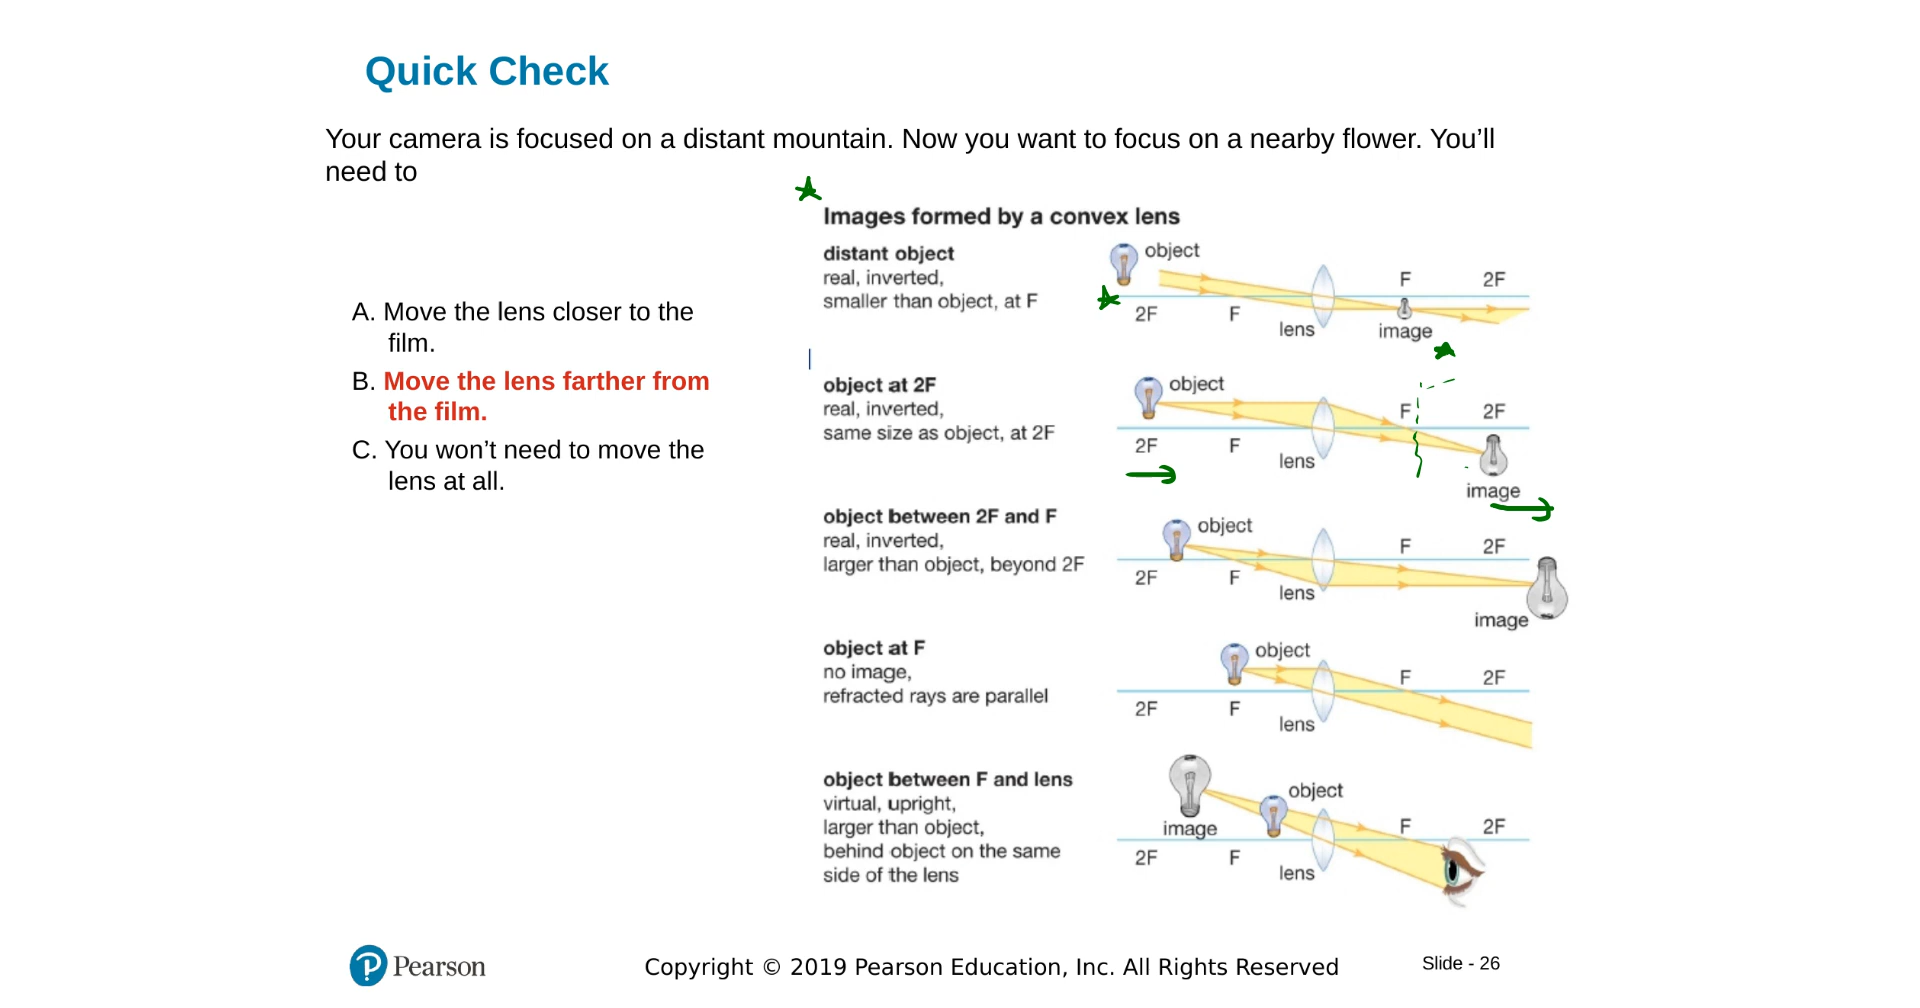 Quick Check
Your camera is focused on a distant mountain. Now you want to focus on a nearby flower. You’ll
need to
A. Move the lens closer to the
film.
B. Move the lens farther from
the film.
C. You won’t need to move the
lens at all.
Images formed by a convex lens
distant object
real, inverted,
smaller than object, at F
object
F 2F
2F F
lens
image
object at 2F
real, inverted,
same size as object, at 2F
object
F 2F
2F F
lens
image
object between 2F and F
real, inverted,
larger than object, beyond 2F
object
F 2F
2F F
lens
image
object at F
no image,
refracted rays are parallel
object
F 2F
2F F
lens
object between F and lens
virtual, upright,
larger than object,
behind object on the same
side of the lens
object
image
F 2F
2F F
lens
Pearson
Copyright © 2019 Pearson Education, Inc. All Rights Reserved
Slide - 26